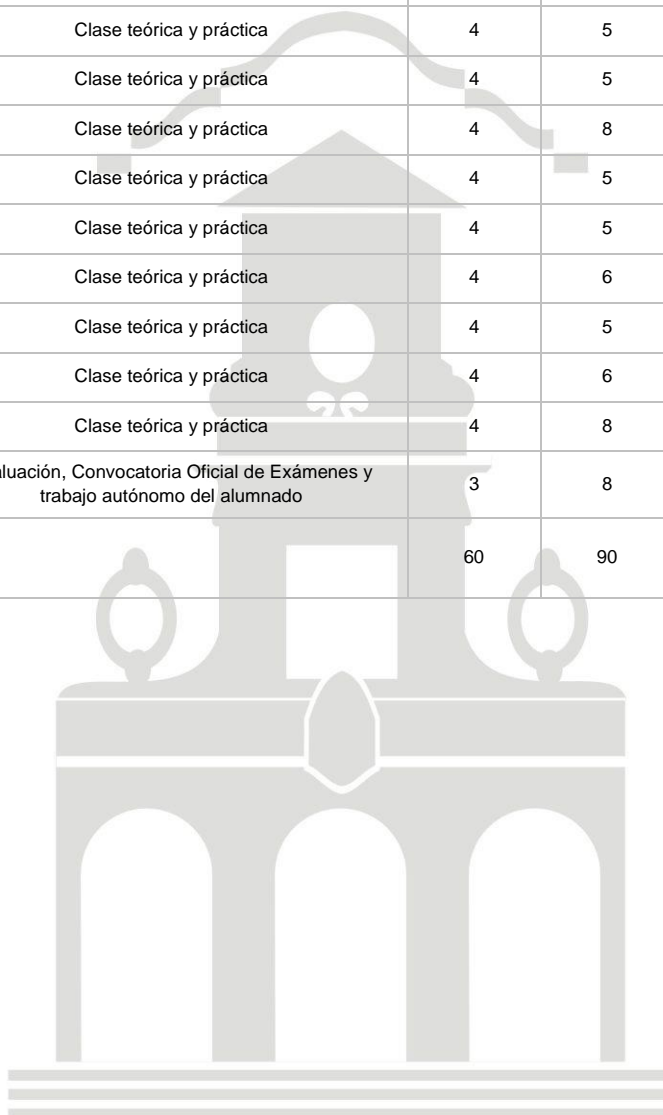 Clase teórica y práctica 4 5
Clase teórica y práctica 4 5
Clase teórica y práctica 4 8
Clase teórica y práctica 4 5
Clase teórica y práctica 4 5
Clase teórica y práctica 4 6
Clase teórica y práctica 4 5
Clase teórica y práctica 4 6
Clase teórica y práctica 4 8
luación, Convocatoria Oficial de Exámenes y
trabajo autónomo del alumnado 3 8
60 90